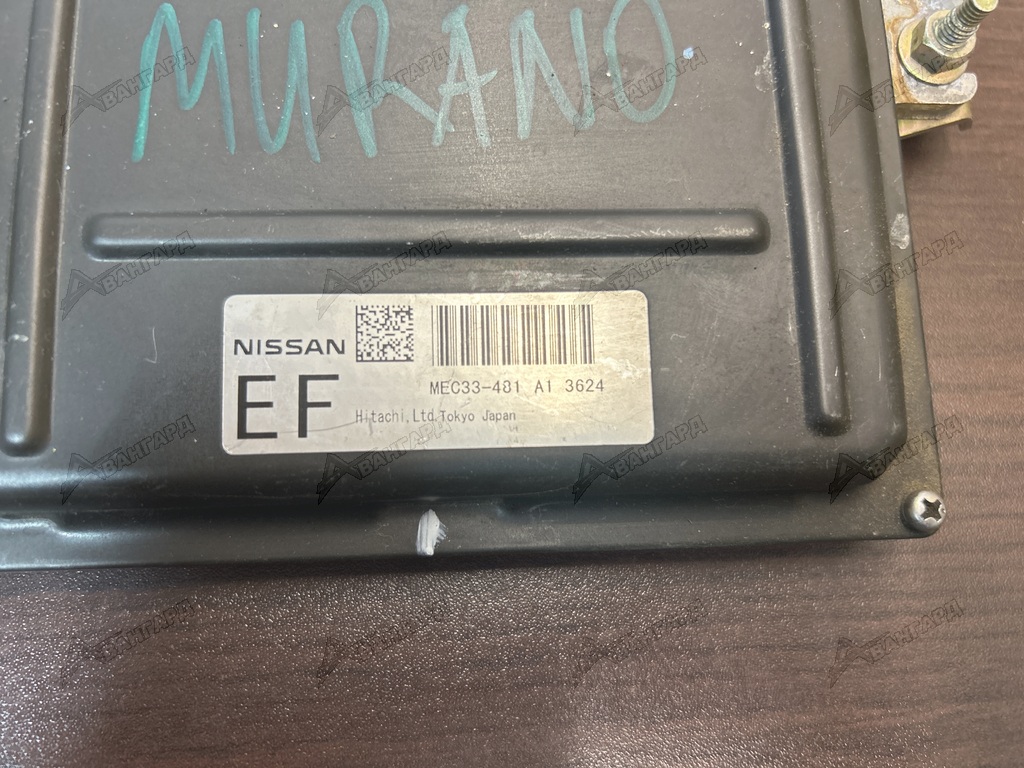 MURANO
NISSAN
EF
MEC33-481 A1 3624
Hitachi,Ltd.Tokyo Japan
АВАНГАРД